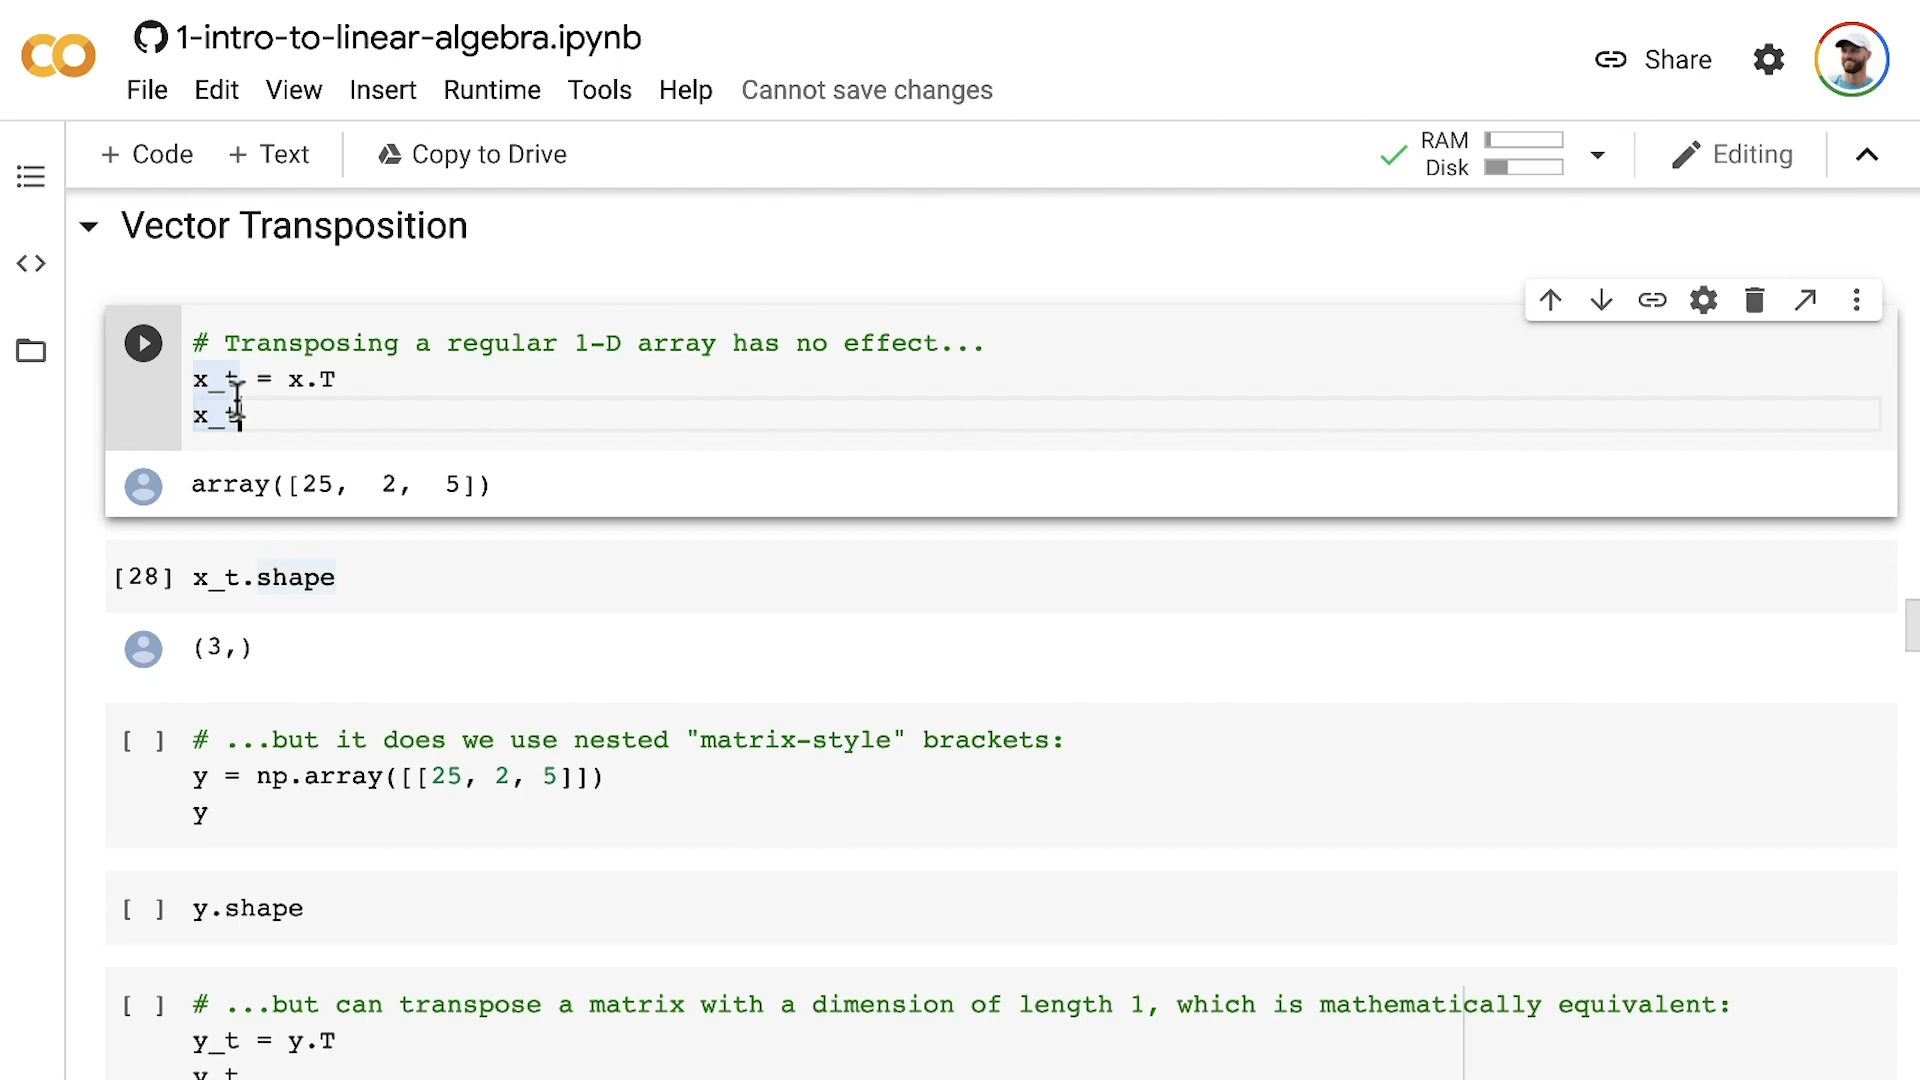 1-intro-to-linear-algebra.ipynb
File Edit View Insert Runtime Tools Help Cannot save changes
Share
+ Code + Text Copy to Drive
RAM
Disk
Editing
Vector Transposition
# Transposing a regular 1-D array has no effect...
x_t = x.T
x_t
array([25,  2,  5])
[28] x_t.shape
(3,)
[ ] # ...but it does we use nested "matrix-style" brackets:
y = np.array([[25, 2, 5]])
y
[ ] y.shape
[ ] # ...but can transpose a matrix with a dimension of length 1, which is mathematically equivalent:
y_t = y.T
y_t